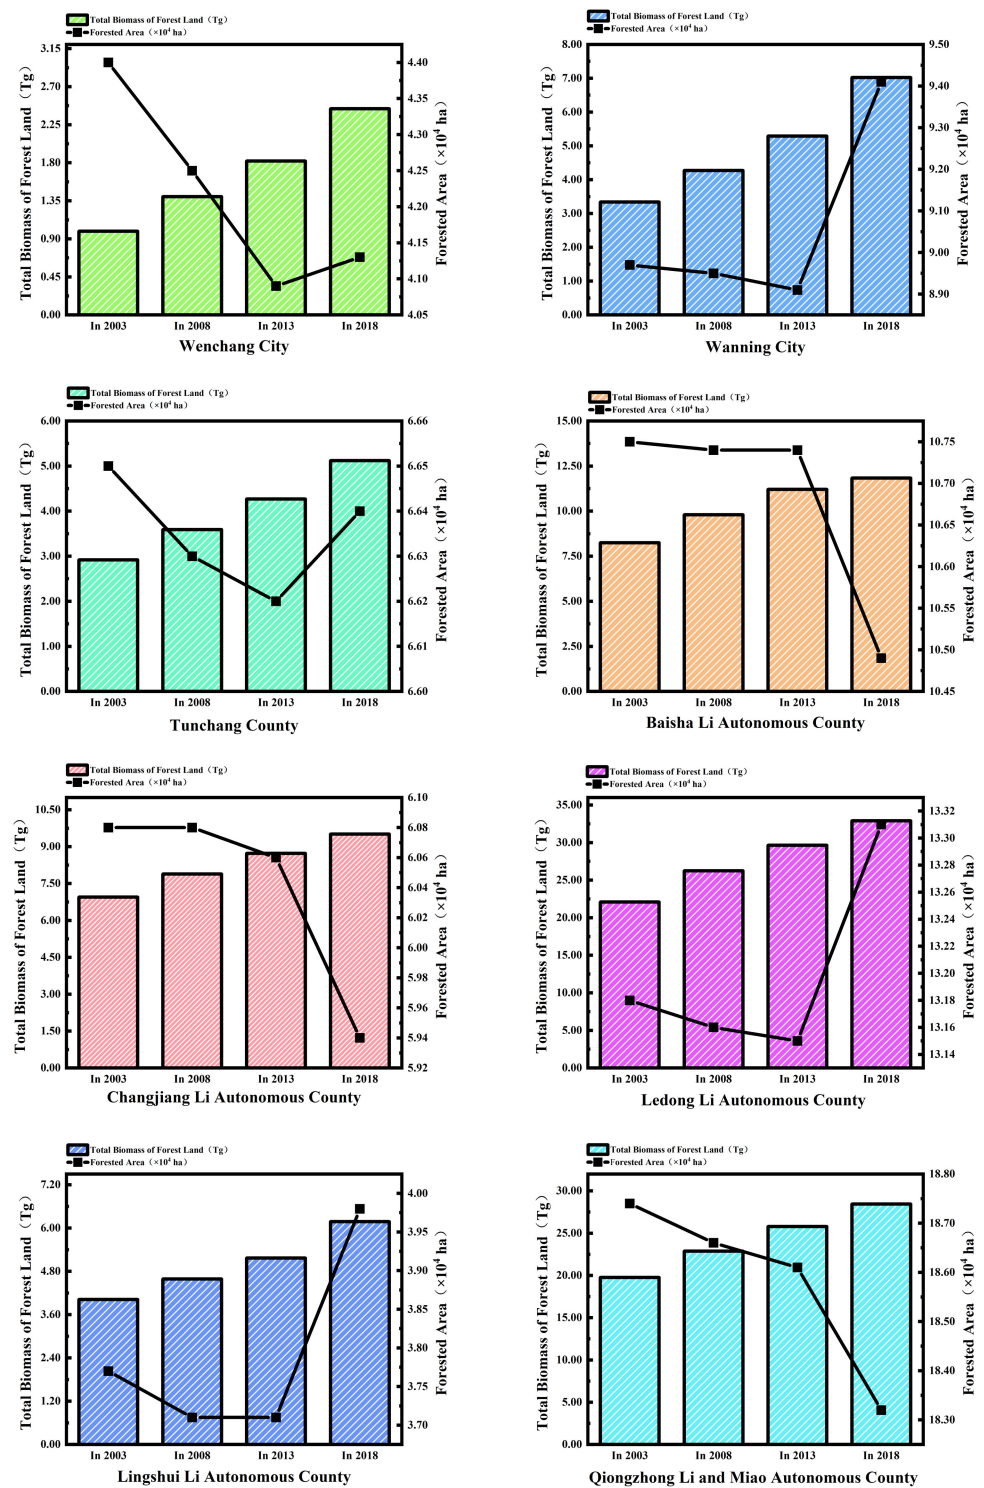 Total Biomass of Forest Land（Tg）
Forested Area（×10⁴ ha）
Total Biomass of Forest Land（Tg）
3.15
2.70
2.25
1.80
1.35
0.90
0.45
0.00
4.40
4.35
4.30
4.25
4.20
4.15
4.10
4.05
Forested Area（×10⁴ ha）
In 2003 In 2008 In 2013 In 2018
Wenchang City
Total Biomass of Forest Land（Tg）
Forested Area（×10⁴ ha）
Total Biomass of Forest Land（Tg）
8.00
7.00
6.00
5.00
4.00
3.00
2.00
1.00
0.00
9.50
9.40
9.30
9.20
9.10
9.00
8.90
Forested Area（×10⁴ ha）
In 2003 In 2008 In 2013 In 2018
Wanning City
Total Biomass of Forest Land（Tg）
Forested Area（×10⁴ ha）
Total Biomass of Forest Land（Tg）
6.00
5.00
4.00
3.00
2.00
1.00
0.00
6.66
6.65
6.64
6.63
6.62
6.61
6.60
Forested Area（×10⁴ ha）
In 2003 In 2008 In 2013 In 2018
Tunchang County
Total Biomass of Forest Land（Tg）
Forested Area（×10⁴ ha）
Total Biomass of Forest Land（Tg）
15.00
12.50
10.00
7.50
5.00
2.50
0.00
10.75
10.70
10.65
10.60
10.55
10.50
10.45
Forested Area（×10⁴ ha）
In 2003 In 2008 In 2013 In 2018
Baisha Li Autonomous County
Total Biomass of Forest Land（Tg）
Forested Area（×10⁴ ha）
Total Biomass of Forest Land（Tg）
10.50
9.00
7.50
6.00
4.50
3.00
1.50
0.00
6.10
6.08
6.06
6.04
6.02
6.00
5.98
5.96
5.94
5.92
Forested Area（×10⁴ ha）
In 2003 In 2008 In 2013 In 2018
Changjiang Li Autonomous County
Total Biomass of Forest Land（Tg）
Forested Area（×10⁴ ha）
Total Biomass of Forest Land（Tg）
35.00
30.00
25.00
20.00
15.00
10.00
5.00
0.00
13.32
13.30
13.28
13.26
13.24
13.22
13.20
13.18
13.16
13.14
Forested Area（×10⁴ ha）
In 2003 In 2008 In 2013 In 2018
Ledong Li Autonomous County
Total Biomass of Forest Land（Tg）
Forested Area（×10⁴ ha）
Total Biomass of Forest Land（Tg）
7.20
6.00
4.80
3.60
2.40
1.20
0.00
4.00
3.95
3.90
3.85
3.80
3.75
3.70
Forested Area（×10⁴ ha）
In 2003 In 2008 In 2013 In 2018
Lingshui Li Autonomous County
Total Biomass of Forest Land（Tg）
Forested Area（×10⁴ ha）
Total Biomass of Forest Land（Tg）
30.00
25.00
20.00
15.00
10.00
5.00
0.00
18.80
18.70
18.60
18.50
18.40
18.30
Forested Area（×10⁴ ha）
In 2003 In 2008 In 2013 In 2018
Qiongzhong Li and Miao Autonomous County